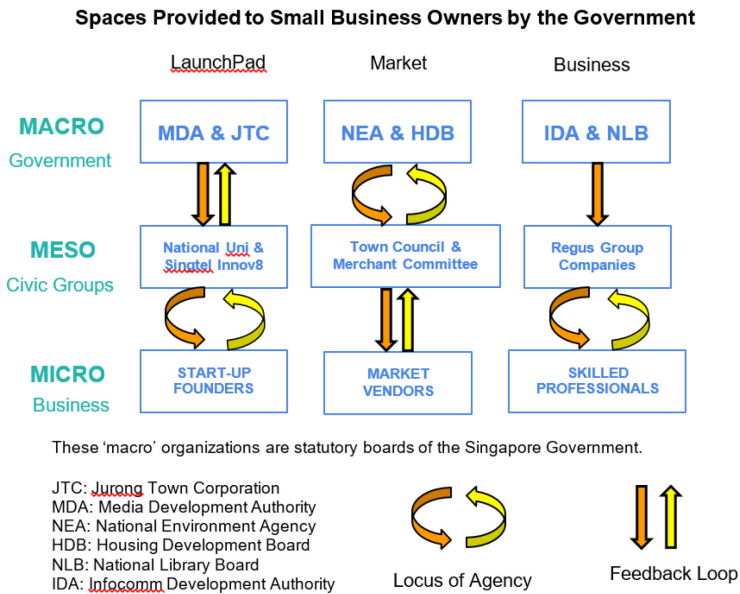 Spaces Provided to Small Business Owners by the Government
LaunchPad
Market
Business
MACRO
Government
MDA & JTC
NEA & HDB
IDA & NLB
MESO
Civic Groups
National Uni &
Singtel Innov8
Town Council &
Merchant Committee
Regus Group
Companies
MICRO
Business
START-UP
FOUNDERS
MARKET
VENDORS
SKILLED
PROFESSIONALS
These ‘macro’ organizations are statutory boards of the Singapore Government.
JTC: Jurong Town Corporation
MDA: Media Development Authority
NEA: National Environment Agency
HDB: Housing Development Board
NLB: National Library Board
IDA: Infocomm Development Authority
Locus of Agency
Feedback Loop